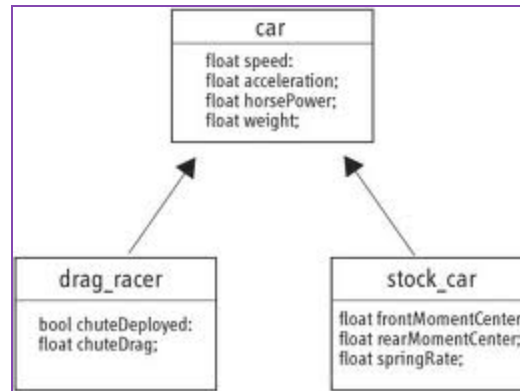 car
float speed:
float acceleration;
float horsePower;
float weight;
drag_racer
bool chuteDeployed:
float chuteDrag;
stock_car
float frontMomentCenter
float rearMomentCenter;
float springRate;